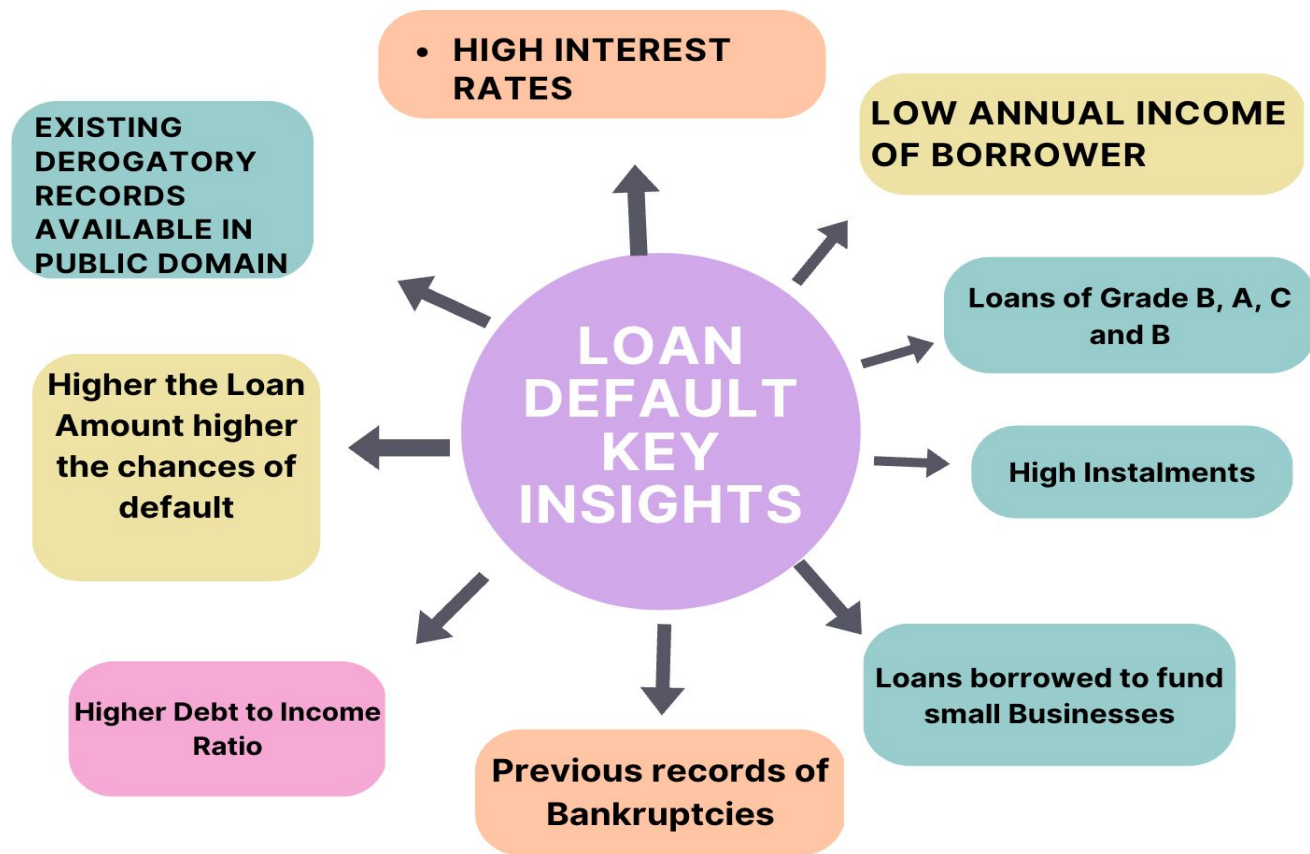 • HIGH INTEREST
RATES
LOW ANNUAL INCOME
OF BORROWER
EXISTING
DEROGATORY
RECORDS
AVAILABLE IN
PUBLIC DOMAIN
Loans of Grade B, A, C
and B
LOAN
DEFAULT
KEY
INSIGHTS
Higher the Loan
Amount higher
the chances of
default
High Instalments
Loans borrowed to fund
small Businesses
Higher Debt to Income
Ratio
Previous records of
Bankruptcies